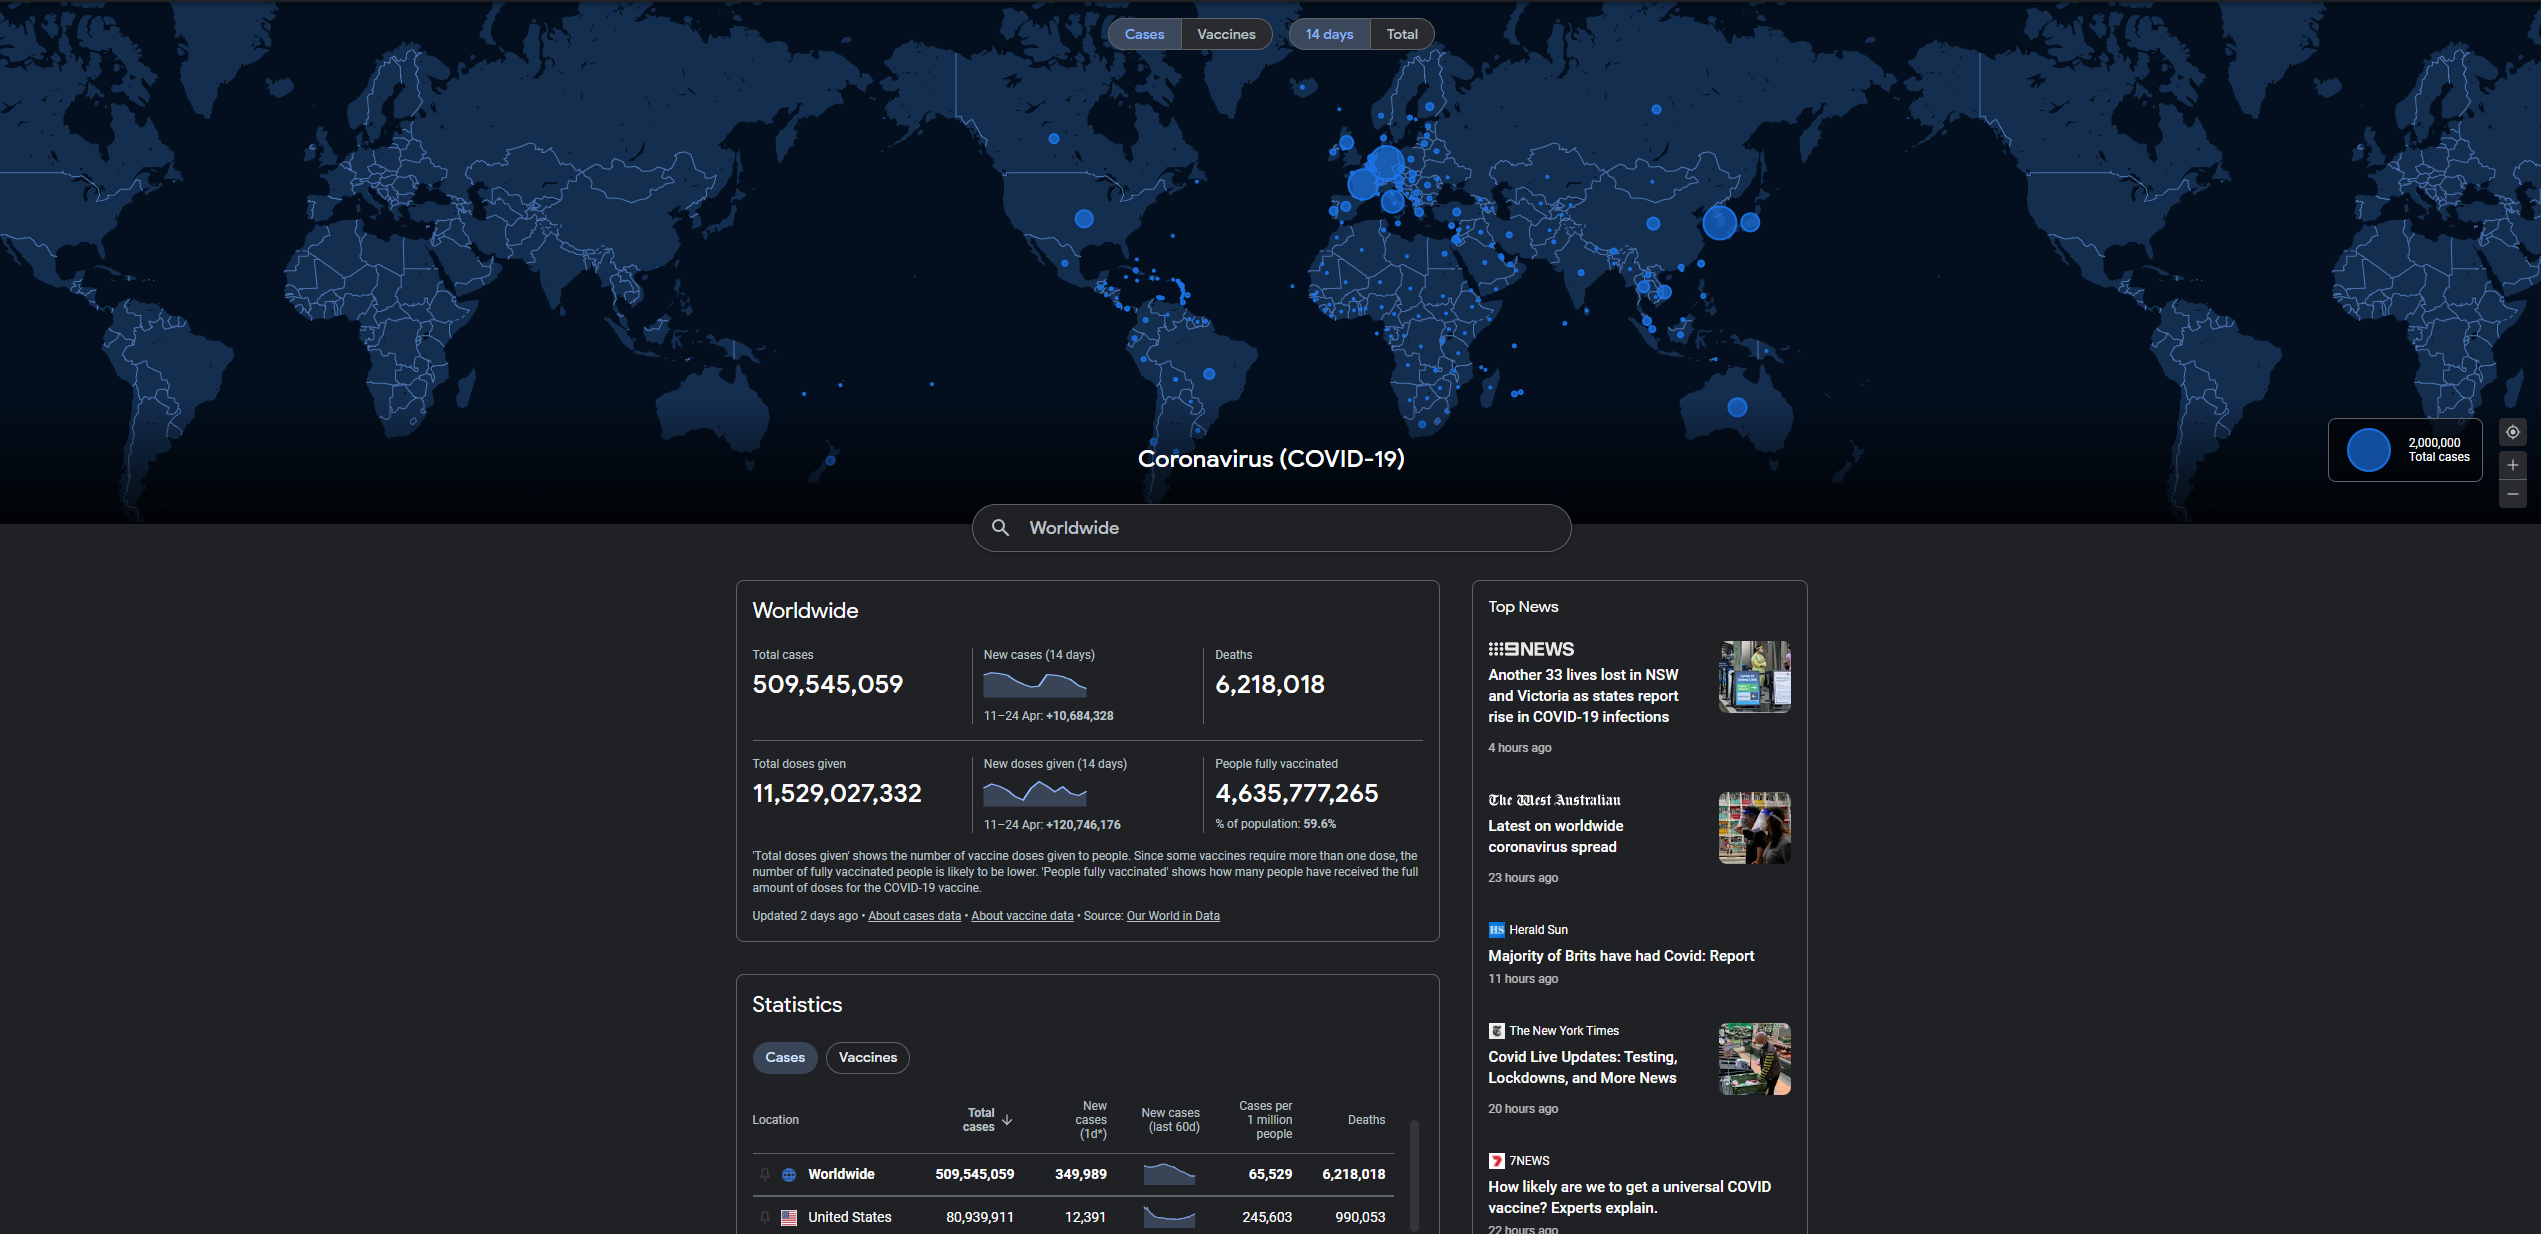 Cases
Vaccines
14 days
Total
Coronavirus (COVID-19)
2,000,000
Total cases
Worldwide
Worldwide
Total cases
509,545,059
New cases (14 days)
11–24 Apr: +10,684,328
Deaths
6,218,018
Total doses given
11,529,027,332
New doses given (14 days)
11–24 Apr: +120,746,176
People fully vaccinated
4,635,777,265
% of population: 59.6%
'Total doses given' shows the number of vaccine doses given to people. Since some vaccines require more than one dose, the
number of fully vaccinated people is likely to be lower. 'People fully vaccinated' shows how many people have received the full
amount of doses for the COVID-19 vaccine.
Updated 2 days ago • About cases data • About vaccine data • Source: Our World in Data
Statistics
Cases
Vaccines
Location
Total
cases
New
cases
(1d*)
New cases
(last 60d)
Cases per
1 million
people
Deaths
Worldwide 509,545,059 349,989 65,529 6,218,018
United States 80,939,911 12,391 245,603 990,053
Top News
9NEWS
Another 33 lives lost in NSW
and Victoria as states report
rise in COVID-19 infections
4 hours ago
The West Australian
Latest on worldwide
coronavirus spread
23 hours ago
HS Herald Sun
Majority of Brits have had Covid: Report
11 hours ago
The New York Times
Covid Live Updates: Testing,
Lockdowns, and More News
20 hours ago
7NEWS
How likely are we to get a universal COVID
vaccine? Experts explain.
22 hours ago